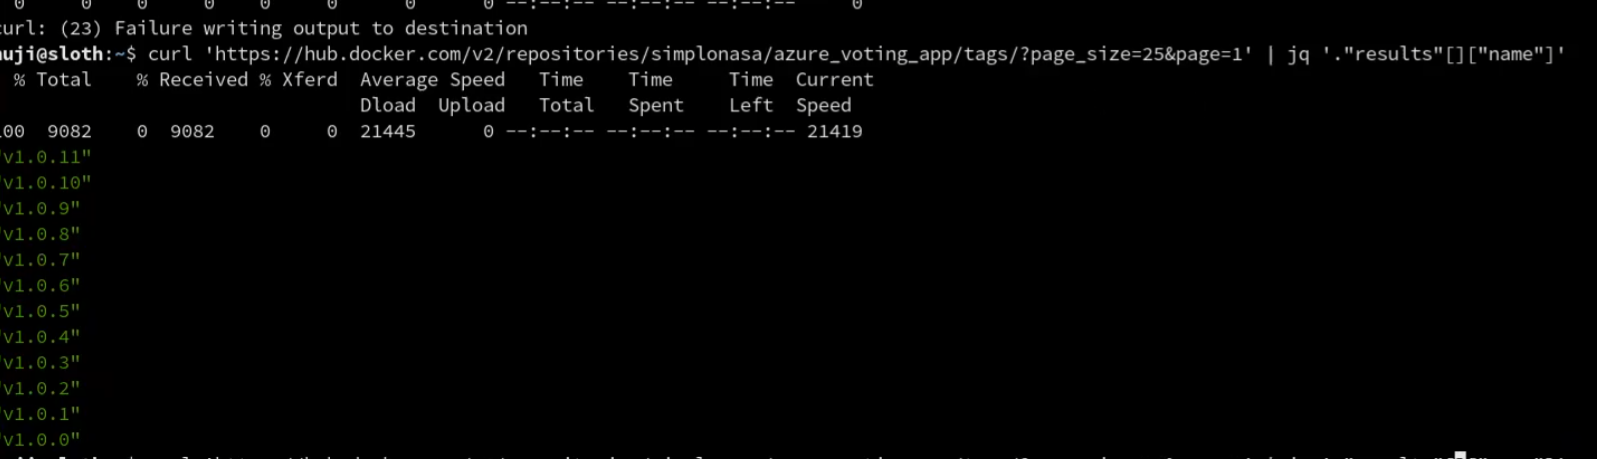 0 0 0 0 0 0 0 0 --:--:-- --:--:-- --:--:-- 0
curl: (23) Failure writing output to destination
uji@sloth:~$ curl 'https://hub.docker.com/v2/repositories/simplonasa/azure_voting_app/tags/?page_size=25&page=1' | jq '."results"[]["name"]'
% Total % Received % Xferd Average Speed Time Time Time Current
Dload Upload Total Spent Left Speed
100 9082 0 9082 0 0 21445 0 --:--:-- --:--:-- --:--:-- 21419
"v1.0.11"
"v1.0.10"
"v1.0.9"
"v1.0.8"
"v1.0.7"
"v1.0.6"
"v1.0.5"
"v1.0.4"
"v1.0.3"
"v1.0.2"
"v1.0.1"
"v1.0.0"